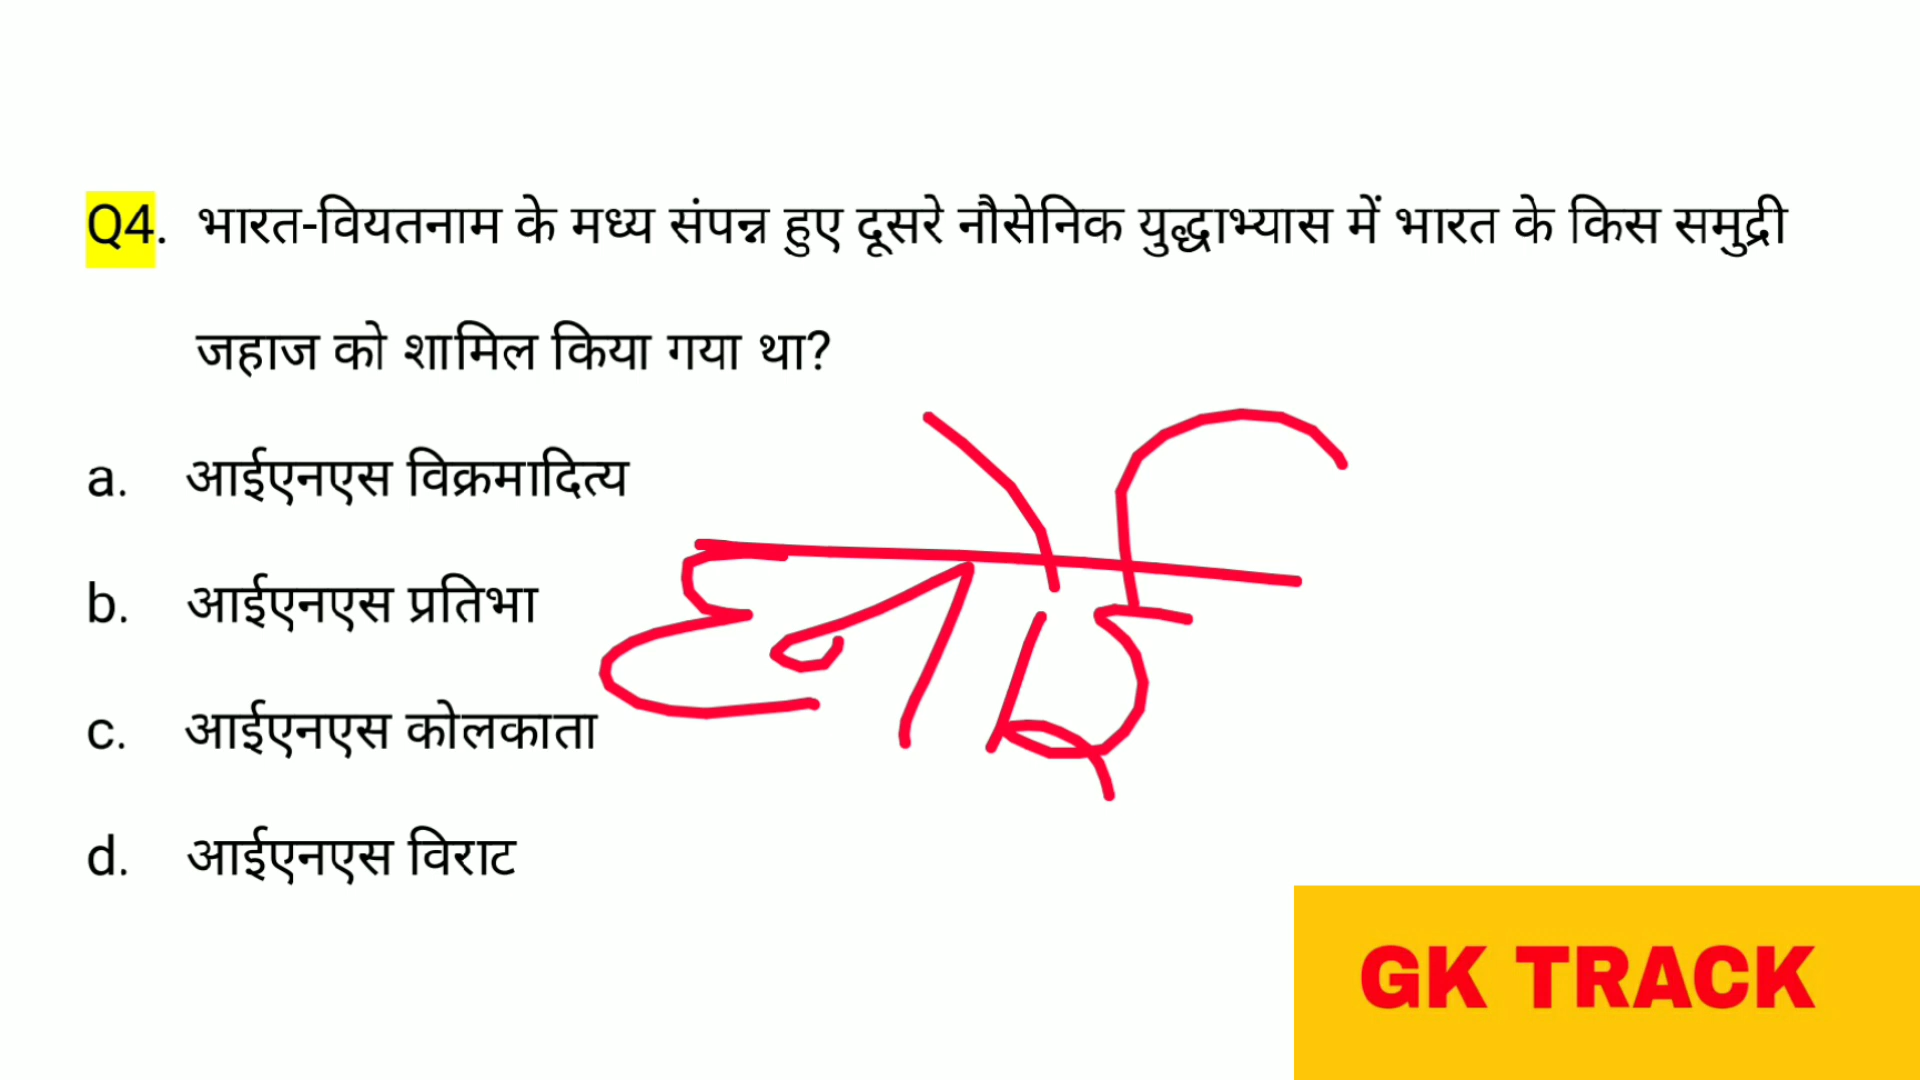 Q4. भारत-वियतनाम के मध्य संपन्न हुए दूसरे नौसेनिक युद्धाभ्यास में भारत के किस समुद्री
जहाज को शामिल किया गया था?
a. आईएनएस विक्रमादित्य
b. आईएनएस प्रतिभा
c. आईएनएस कोलकाता
d. आईएनएस विराट
GK TRACK